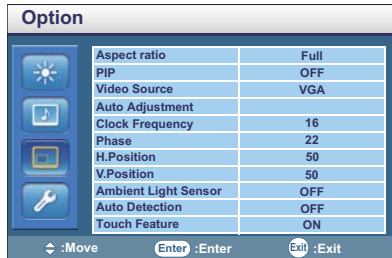 Option
Aspect ratio Full
PIP OFF
Video Source VGA
Auto Adjustment
Clock Frequency 16
Phase 22
H.Position 50
V.Position 50
Ambient Light Sensor OFF
Auto Detection OFF
Touch Feature ON
:Move Enter :Enter Exit :Exit